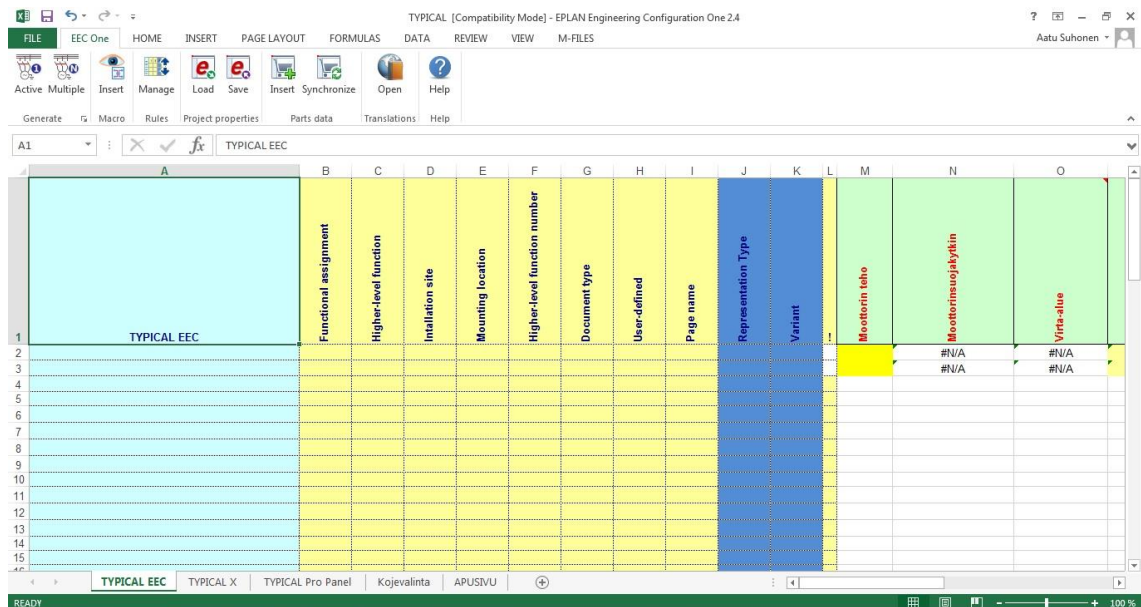 TYPICAL [Compatibility Mode] - EPLAN Engineering Configuration One 2.4
FILE EEC One HOME INSERT PAGE LAYOUT FORMULAS DATA REVIEW VIEW M-FILES Aatu Suhonen
Active Multiple Insert Manage Load Save Insert Synchronize Open Help
Generate Macro Rules Project properties Parts data Translations Help
A1 fx TYPICAL EEC
A B C D E F G H I J K L M N O
1 TYPICAL EEC Functional assignment Higher-level function Intallation site Mounting location Higher-level function number Document type User-defined Page name Representation Type Variant ! Moottorin teho Moottorinsuojakytkin Virta-alue
2 #N/A #N/A
3 #N/A #N/A
4
5
6
7
8
9
10
11
12
13
14
15
16
TYPICAL EEC TYPICAL X TYPICAL Pro Panel Kojevalinta APUSIVU
READY 100 %